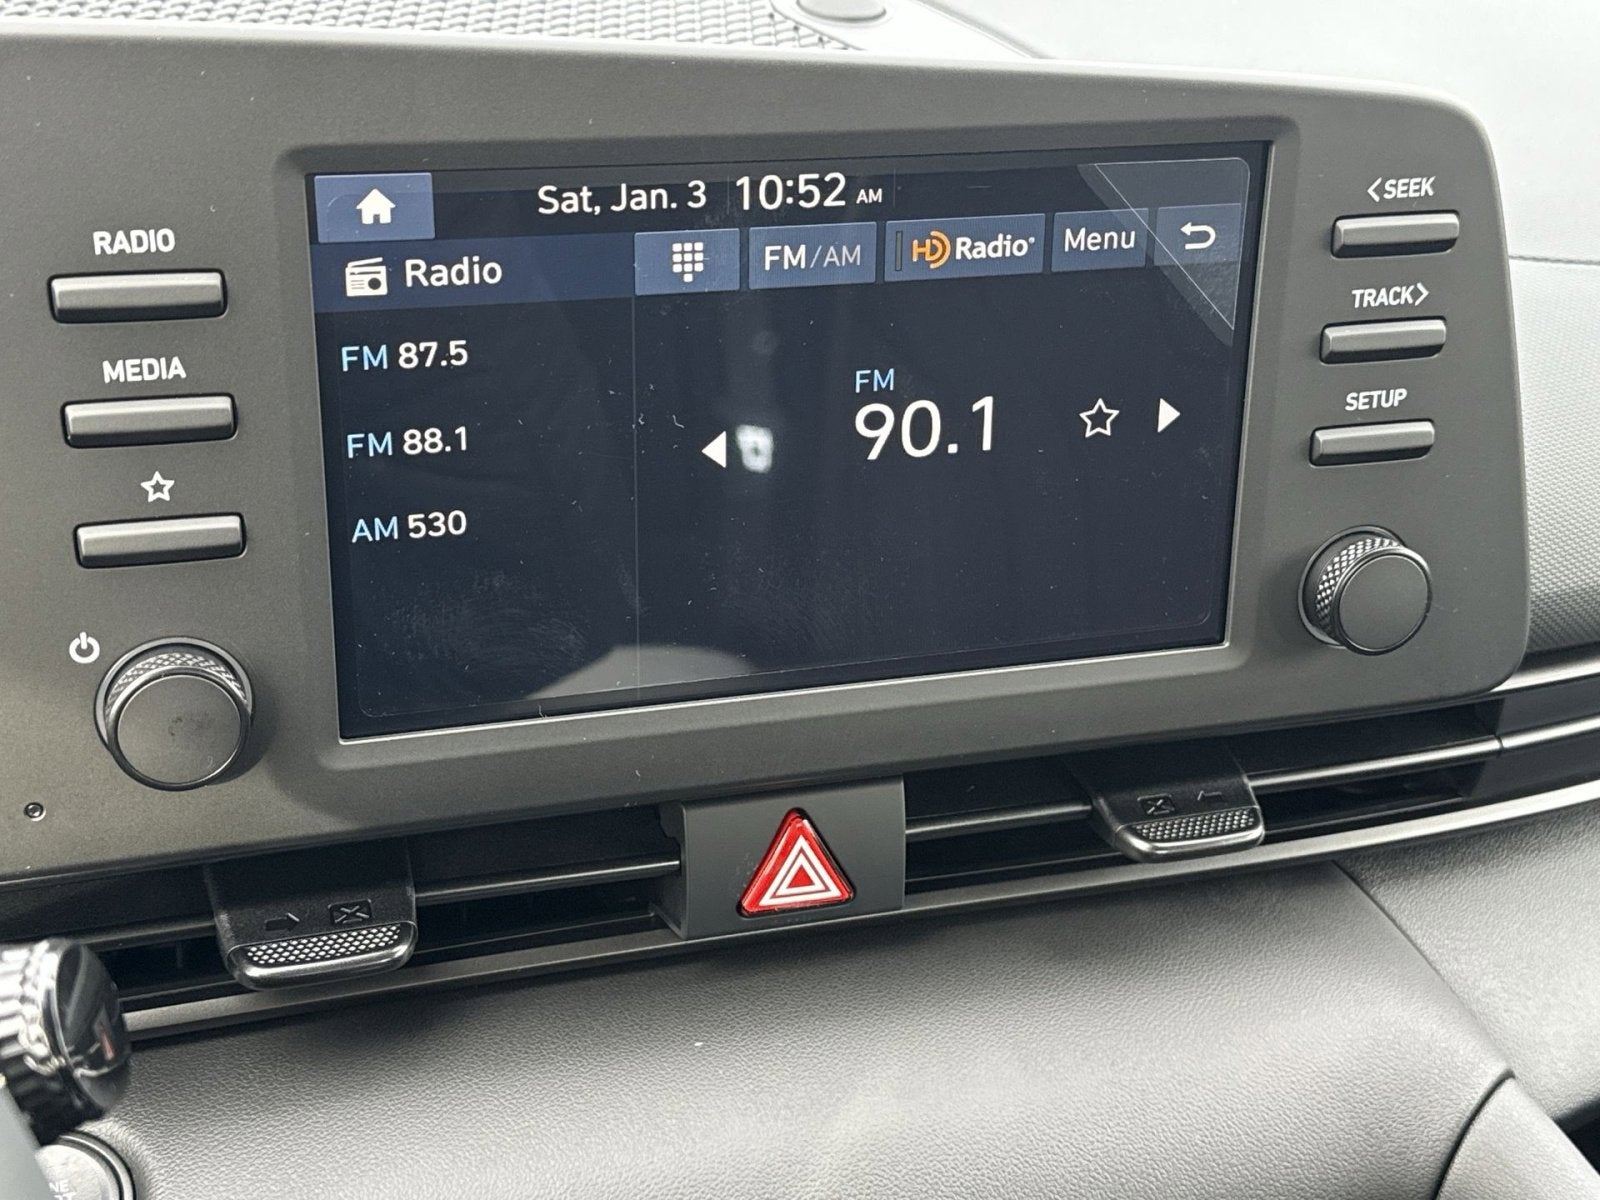 Sat, Jan. 3 10:52 AM
RADIO
MEDIA
Radio
FM/AM
HD Radio®
Menu
FM 87.5
FM 88.1
AM 530
FM
90.1
<SEEK
TRACK>
SETUP